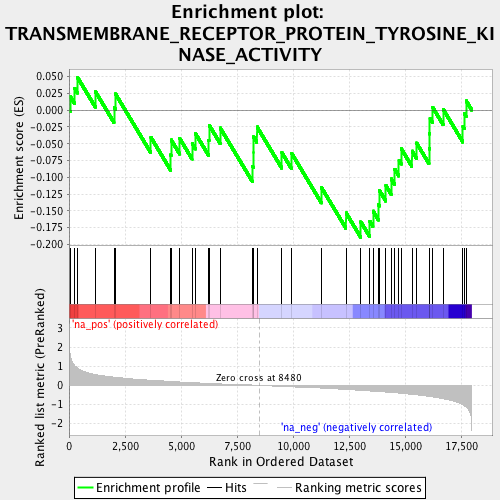 Enrichment plot:
TRANSMEMBRANE_RECEPTOR_PROTEIN_TYROSINE_KI
NASE_ACTIVITY
Enrichment score (ES)
0.050
0.025
0.000
-0.025
-0.050
-0.075
-0.100
-0.125
-0.150
-0.175
-0.200
'na_pos' (positively correlated)
Ranked list metric (PreRanked)
3
2
1
0
-1
-2
Zero cross at 8480
'na_neg' (negatively correlated)
0
2,500
5,000
7,500
10,000
12,500
15,000
17,500
Rank in Ordered Dataset
Enrichment profile
Hits
Ranking metric scores